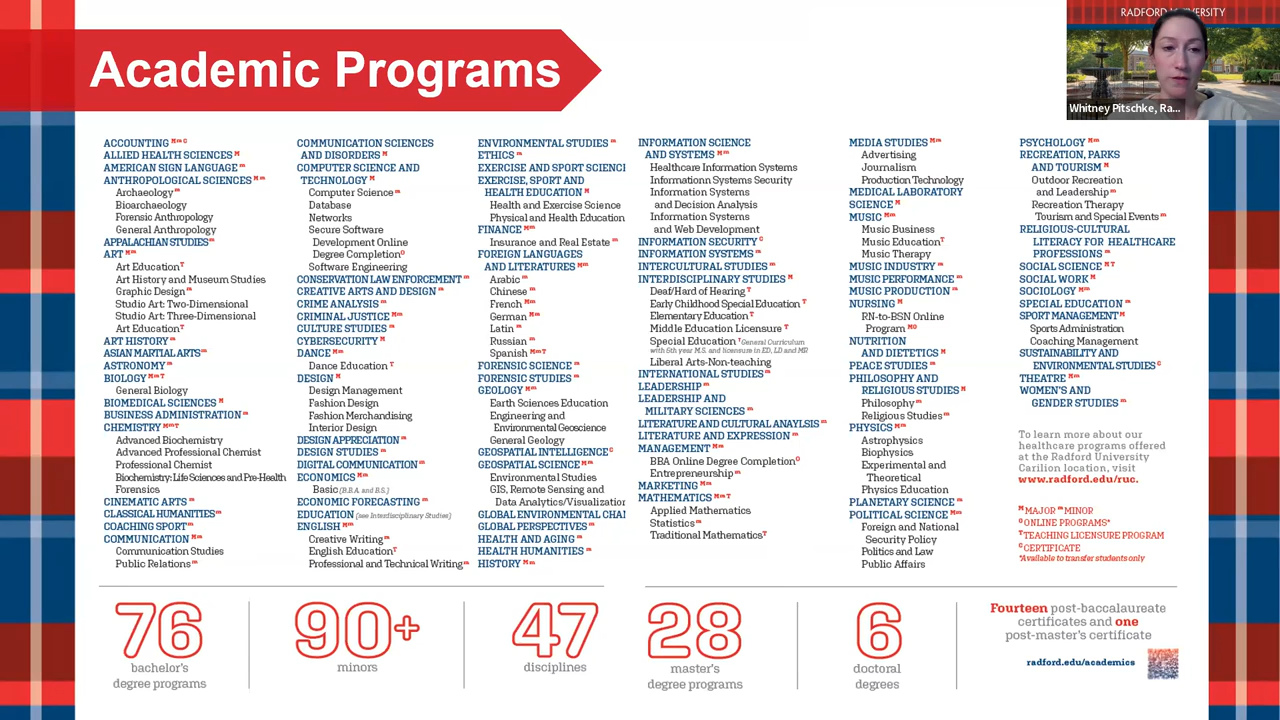 RADFORD UNIVERSITY
Whitney Pitschke, Ra...
Academic Programs
ACCOUNTING M m C
ALLIED HEALTH SCIENCES M
AMERICAN SIGN LANGUAGE m
ANTHROPOLOGICAL SCIENCES M m
Archaeology m
Bioarchaeology
Forensic Anthropology
General Anthropology
APPALACHIAN STUDIES m
ART M m
Art Education T
Art History and Museum Studies
Graphic Design m
Studio Art: Two-Dimensional
Studio Art: Three-Dimensional
Art Education T
ART HISTORY m
ASIAN MARTIAL ARTS m
ASTRONOMY m
BIOLOGY M m T
General Biology
BIOMEDICAL SCIENCES M
BUSINESS ADMINISTRATION m
CHEMISTRY M m T
Advanced Biochemistry
Advanced Professional Chemist
Professional Chemist
Biochemistry: Life Sciences and Pre-Health
Forensics
CINEMATIC ARTS m
CLASSICAL HUMANITIES m
COACHING SPORT m
COMMUNICATION M m
Communication Studies
Public Relations m
COMMUNICATION SCIENCES
AND DISORDERS M
COMPUTER SCIENCE AND
TECHNOLOGY M
Computer Science m
Database
Networks
Secure Software
Development Online
Degree Completion O
Software Engineering
CONSERVATION LAW ENFORCEMENT m
CREATIVE ARTS AND DESIGN m
CRIME ANALYSIS m
CRIMINAL JUSTICE M m
CULTURE STUDIES m
CYBERSECURITY M
DANCE M m
Dance Education T
DESIGN M
Design Management
Fashion Design
Fashion Merchandising
Interior Design
DESIGN APPRECIATION m
DESIGN STUDIES m
DIGITAL COMMUNICATION m
ECONOMICS M m
Basic (B.B.A. and B.S.)
ECONOMIC FORECASTING m
EDUCATION (see Interdisciplinary Studies)
ENGLISH M m
Creative Writing m
English Education T
Professional and Technical Writing m
ENVIRONMENTAL STUDIES m
ETHICS m
EXERCISE AND SPORT SCIENC
EXERCISE, SPORT AND
HEALTH EDUCATION M
Health and Exercise Science
Physical and Health Education
FINANCE M m
Insurance and Real Estate m
FOREIGN LANGUAGES
AND LITERATURES M m
Arabic m
Chinese m
French M m
German M m
Latin m
Russian m
Spanish M m T
FORENSIC SCIENCE m
FORENSIC STUDIES m
GEOLOGY M m
Earth Sciences Education
Engineering and
Environmental Geoscience
General Geology
GEOSPATIAL INTELLIGENCE C
GEOSPATIAL SCIENCE M m
Environmental Studies
GIS, Remote Sensing and
Data Analytics/Visualization
GLOBAL ENVIRONMENTAL CHA
GLOBAL PERSPECTIVES m
HEALTH AND AGING m
HEALTH HUMANITIES m
HISTORY M m
INFORMATION SCIENCE
AND SYSTEMS M m
Healthcare Information Systems
Informationn Systems Security
Information Systems
and Decision Analysis
Information Systems
and Web Development
INFORMATION SECURITY C
INFORMATION SYSTEMS m
INTERCULTURAL STUDIES m
INTERDISCIPLINARY STUDIES M
Deaf/Hard of Hearing T
Early Childhood Special Education T
Elementary Education T
Middle Education Licensure T
Special Education T General Curriculum
with 5th year M.S. and licensure in ED, LD and MR
Liberal Arts-Non-teaching
INTERNATIONAL STUDIES m
LEADERSHIP m
LEADERSHIP AND
MILITARY SCIENCES m
LITERATURE AND CULTURAL ANAYLSIS m
LITERATURE AND EXPRESSION m
MANAGEMENT M m
BBA Online Degree Completion O
Entrepreneurship m
MARKETING M m
MATHEMATICS M m T
Applied Mathematics
Statistics m
Traditional Mathematics T
MEDIA STUDIES M m
Advertising
Journalism
Production Technology
MEDICAL LABORATORY
SCIENCE M
MUSIC M m
Music Business
Music Education T
Music Therapy
MUSIC INDUSTRY m
MUSIC PERFORMANCE m
MUSIC PRODUCTION m
NURSING M
RN-to-BSN Online
Program M O
NUTRITION
AND DIETETICS M
PEACE STUDIES m
PHILOSOPHY AND
RELIGIOUS STUDIES M
Philosophy m
Religious Studies m
PHYSICS M m
Astrophysics
Biophysics
Experimental and
Theoretical
Physics Education
PLANETARY SCIENCE m
POLITICAL SCIENCE M m
Foreign and National
Security Policy
Politics and Law
Public Affairs
PSYCHOLOGY M m
RECREATION, PARKS
AND TOURISM M
Outdoor Recreation
and Leadership m
Recreation Therapy
Tourism and Special Events m
RELIGIOUS-CULTURAL
LITERACY FOR HEALTHCARE
PROFESSIONS m
SOCIAL SCIENCE M T
SOCIAL WORK M
SOCIOLOGY M m
SPECIAL EDUCATION m
SPORT MANAGEMENT M
Sports Administration
Coaching Management
SUSTAINABILITY AND
ENVIRONMENTAL STUDIES C
THEATRE M m
WOMEN'S AND
GENDER STUDIES m
To learn more about our
healthcare programs offered
at the Radford University
Carilion location, visit
www.radford.edu/ruc.
M MAJOR m MINOR
O ONLINE PROGRAMS*
T TEACHING LICENSURE PROGRAM
C CERTIFICATE
*Available to transfer students only
76
bachelor's
degree programs
90+
minors
47
disciplines
28
master's
degree programs
6
doctoral
degrees
Fourteen post-baccalaureate
certificates and one
post-master's certificate
radford.edu/academics